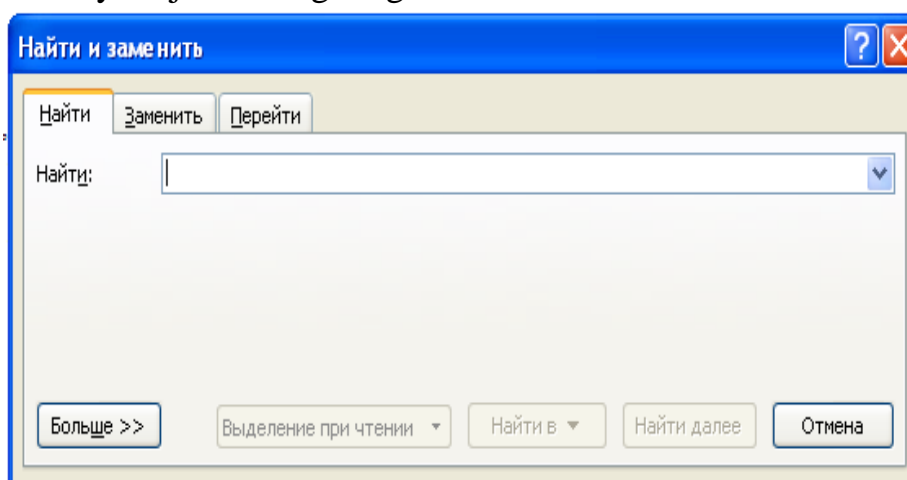 Найти и заменить
Найти Заменить Перейти
Найти:
Больше >> Выделение при чтении Найти в Найти далее Отмена